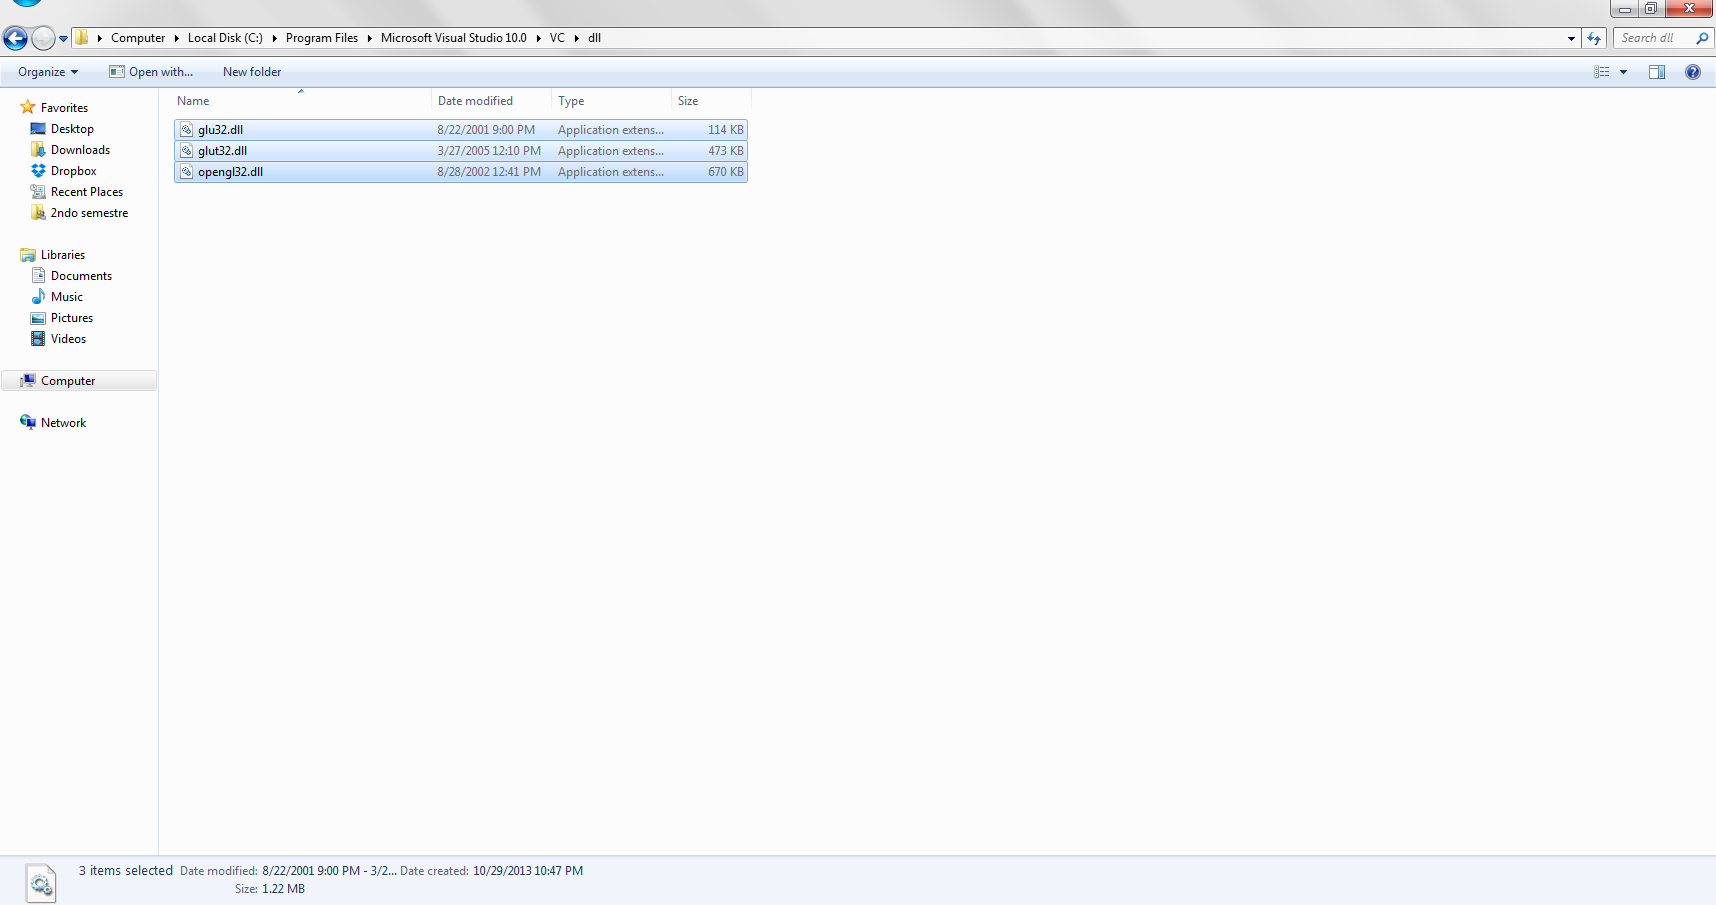 Computer Local Disk (C:) Program Files Microsoft Visual Studio 10.0 VC dll Search dll
Organize Open with... New folder
Name Date modified Type Size
glu32.dll 8/22/2001 9:00 PM Application extens... 114 KB
glut32.dll 3/27/2005 12:10 PM Application extens... 473 KB
opengl32.dll 8/28/2002 12:41 PM Application extens... 670 KB
Favorites
Desktop
Downloads
Dropbox
Recent Places
2ndo semestre
Libraries
Documents
Music
Pictures
Videos
Computer
Network
3 items selected Date modified: 8/22/2001 9:00 PM - 3/2... Date created: 10/29/2013 10:47 PM
Size: 1.22 MB